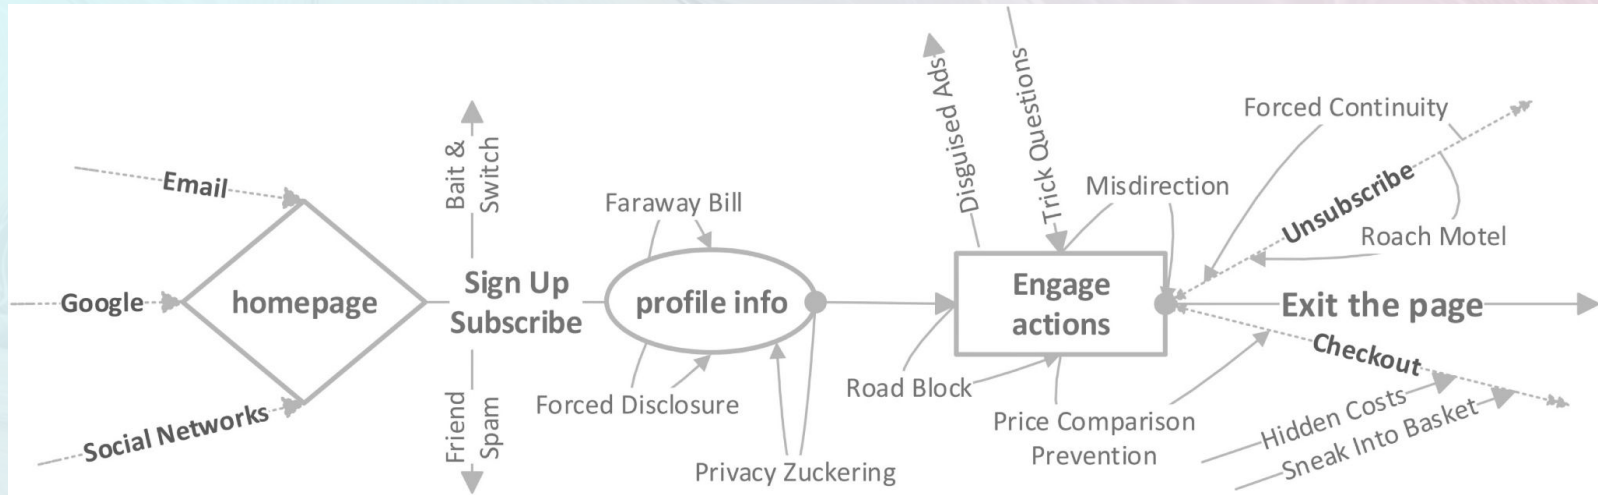 Email
Google
Social Networks
homepage
Bait &
Switch
Sign Up
Subscribe
Friend
Spam
Faraway Bill
profile info
Forced Disclosure
Privacy Zuckering
Disguised Ads
Trick Questions
Misdirection
Engage
actions
Road Block
Price Comparison
Prevention
Forced Continuity
Unsubscribe
Roach Motel
Exit the page
Checkout
Hidden Costs
Sneak Into Basket